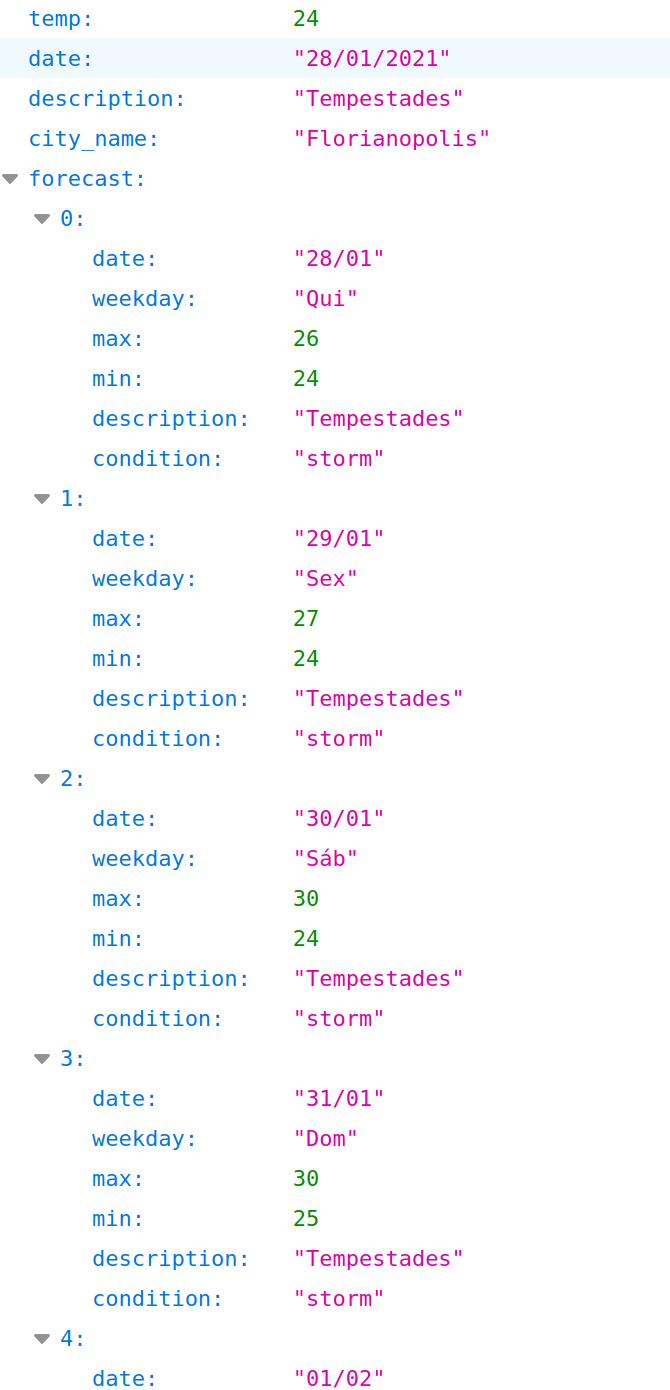 temp: 24
date: "28/01/2021"
description: "Tempestades"
city_name: "Florianopolis"
forecast:
0:
date: "28/01"
weekday: "Qui"
max: 26
min: 24
description: "Tempestades"
condition: "storm"
1:
date: "29/01"
weekday: "Sex"
max: 27
min: 24
description: "Tempestades"
condition: "storm"
2:
date: "30/01"
weekday: "Sáb"
max: 30
min: 24
description: "Tempestades"
condition: "storm"
3:
date: "31/01"
weekday: "Dom"
max: 30
min: 25
description: "Tempestades"
condition: "storm"
4:
date: "01/02"